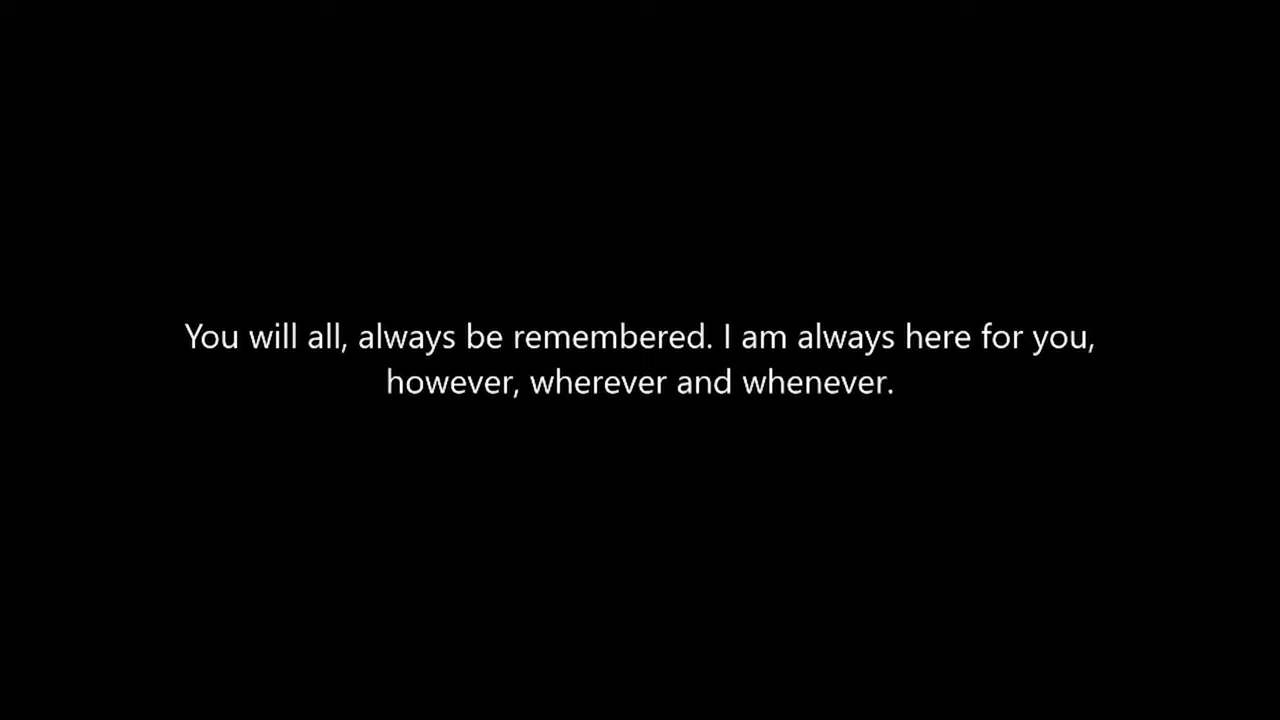 You will all, always be remembered. I am always here for you,
however, wherever and whenever.